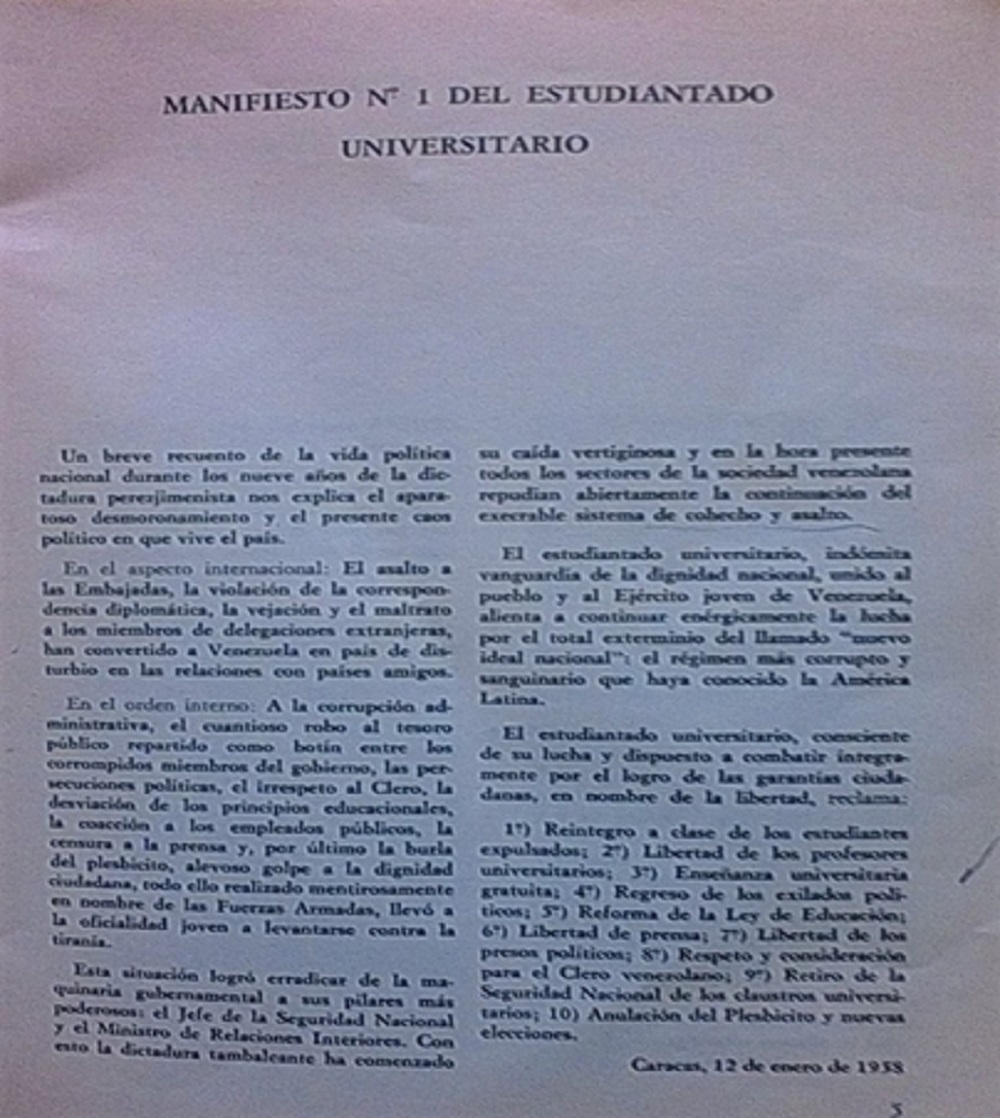 MANIFIESTO Nº 1 DEL ESTUDIANTADO
UNIVERSITARIO
Un breve recuento de la vida política
nacional durante los nueve años de la dic-
tadura perezjimenista nos explica el apara-
toso desmoronamiento y el presente caos
político en que vive el país.
En el aspecto internacional: El asalto a
las Embajadas, la violación de la correspon-
dencia diplomática, la vejación y el maltrato
a los miembros de delegaciones extranjeras,
han convertido a Venezuela en país de dis-
turbio en las relaciones con países amigos.
En el orden interno: A la corrupción ad-
ministrativa, el cuantioso robo al tesoro
público repartido como botín entre los
corrompidos miembros del gobierno, las per-
secuciones políticas, el irrespeto al Clero, la
desviación de los principios educacionales,
la coacción a los empleados públicos, la
censura a la prensa y, por último la burla
del plesbicito, alevoso golpe a la dignidad
ciudadana, todo ello realizado mentirosamente
en nombre de las Fuerzas Armadas, llevó a
la oficialidad joven a levantarse contra la
tiranía.
Esta situación logró erradicar de la ma-
quinaria gubernamental a sus pilares más
poderosos: el Jefe de la Seguridad Nacional
y el Ministro de Relaciones Interiores. Con
esto la dictadura tambaleante ha comenzado
su caída vertiginosa y en la hora presente
todos los sectores de la sociedad venezolana
repudian abiertamente la continuación del
execrable sistema de cohecho y asalto.
El estudiantado universitario, indómita
vanguardia de la dignidad nacional, unido al
pueblo y al Ejército joven de Venezuela,
alienta a continuar enérgicamente la lucha
por el total exterminio del llamado "nuevo
ideal nacional": el régimen más corrupto y
sanguinario que haya conocido la América
Latina.
El estudiantado universitario, consciente
de su lucha y dispuesto a combatir íntegra-
mente por el logro de las garantías ciuda-
danas, en nombre de la libertad, reclama:
1º) Reintegro a clase de los estudiantes
expulsados; 2º) Libertad de los profesores
universitarios; 3º) Enseñanza universitaria
gratuita; 4º) Regreso de los exilados polí-
ticos; 5º) Reforma de la Ley de Educación;
6º) Libertad de prensa; 7º) Libertad de los
presos políticos; 8º) Respeto y consideración
para el Clero venezolano; 9º) Retiro de la
Seguridad Nacional de los claustros universi-
tarios; 10) Anulación del Plesbicito y nuevas
elecciones.
Caracas, 12 de enero de 1958
5